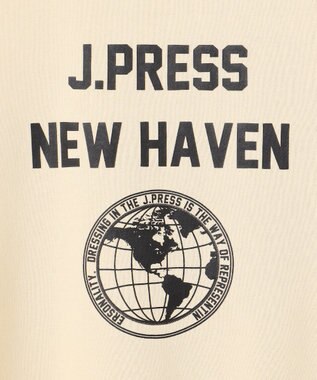 J.PRESS
NEW HAVEN
ERSONALITY. DRESSING IN THE J.PRESS IS THE WAY OF REPRESENTIN